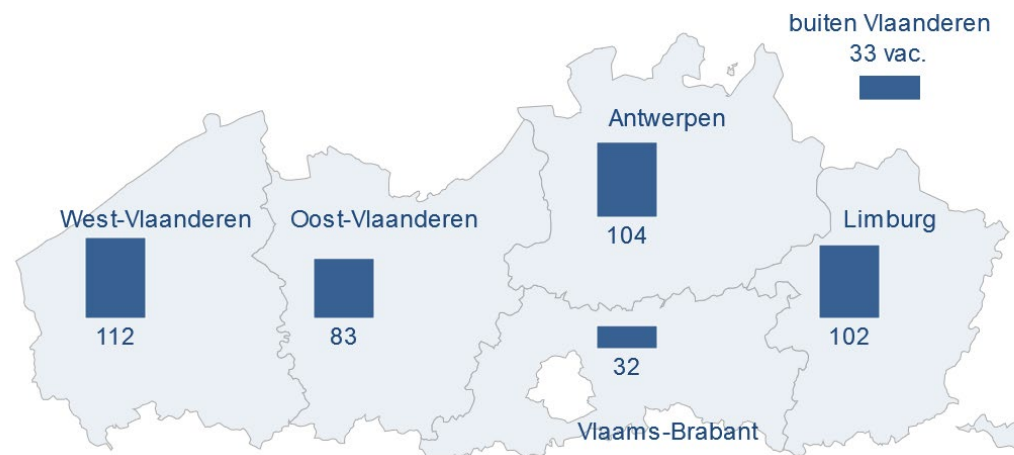 buiten Vlaanderen
33 vac.
Antwerpen
104
West-Vlaanderen
112
Oost-Vlaanderen
83
Limburg
102
32
Vlaams-Brabant